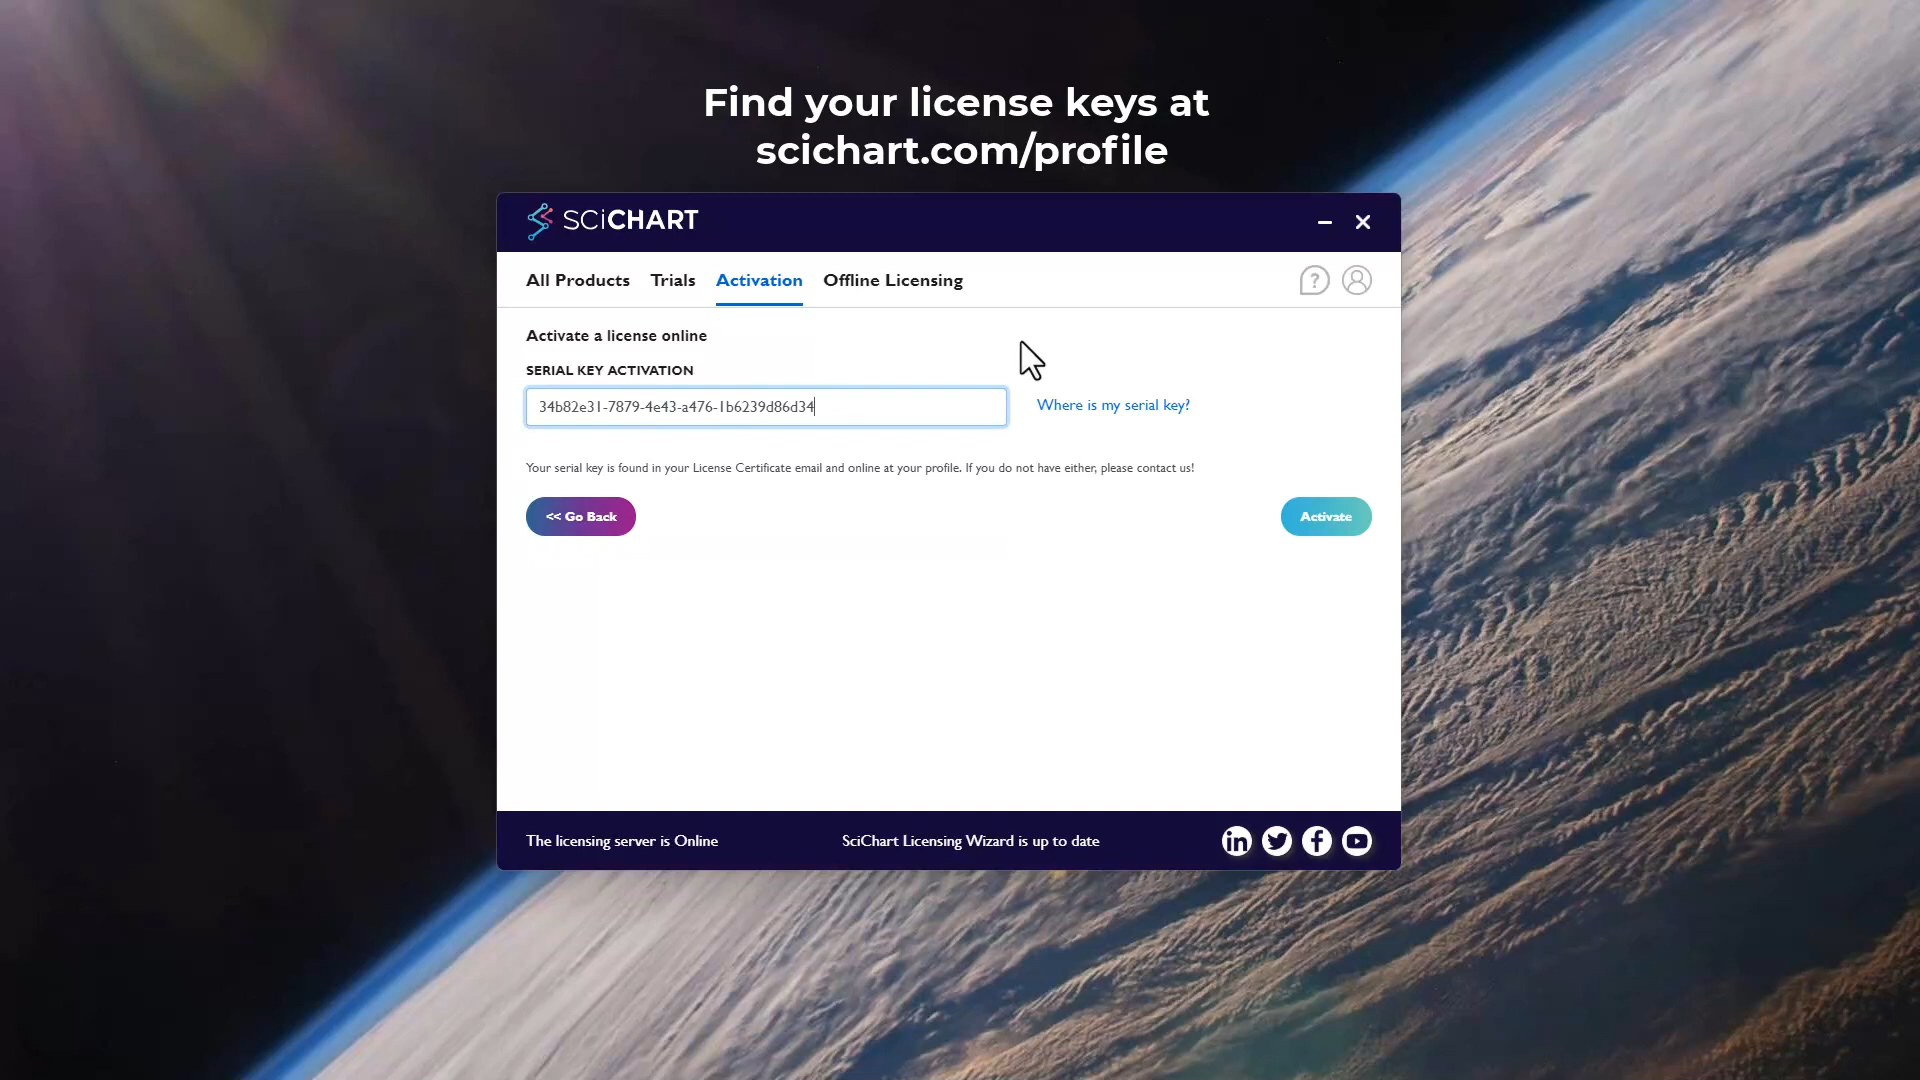 Find your license keys at
scichart.com/profile
SCiCHART
All Products Trials Activation Offline Licensing
Activate a license online
SERIAL KEY ACTIVATION
34b82e31-7879-4e43-a476-1b6239d86d34
Where is my serial key?
Your serial key is found in your License Certificate email and online at your profile. If you do not have either, please contact us!
<< Go Back
Activate
The licensing server is Online
SciChart Licensing Wizard is up to date